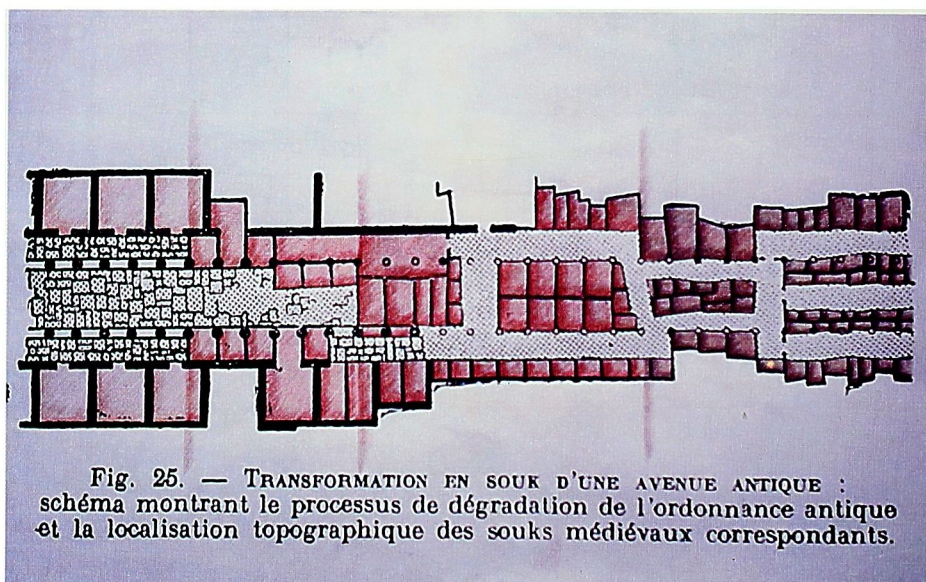 Fig. 25. — TRANSFORMATION EN SOUK D'UNE AVENUE ANTIQUE :
schéma montrant le processus de dégradation de l'ordonnance antique
et la localisation topographique des souks médiévaux correspondants.